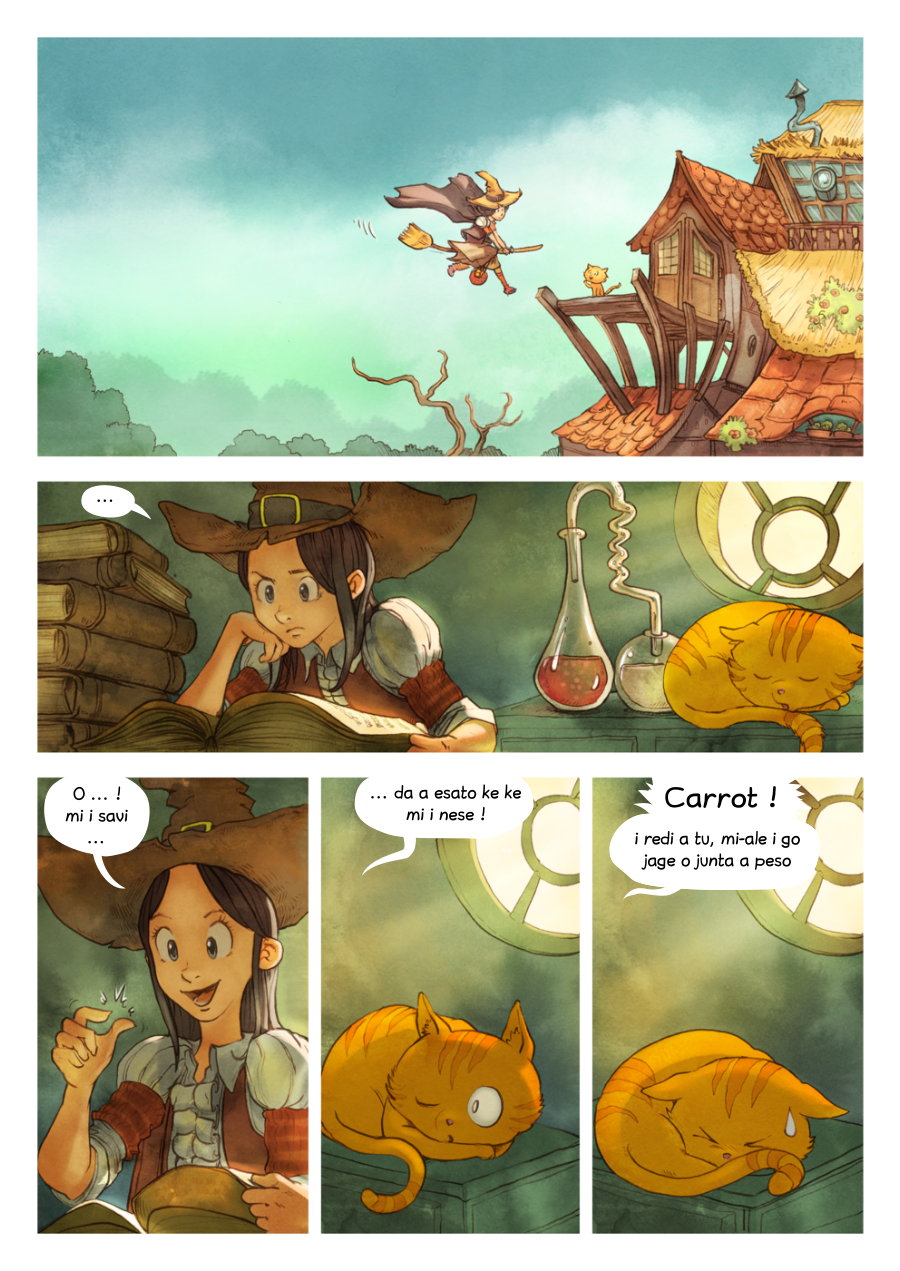 ...
O ... !
mi i savi
...
... da a esato ke ke
mi i nese !
Carrot !
i redi a tu, mi-ale i go
jage o junta a peso